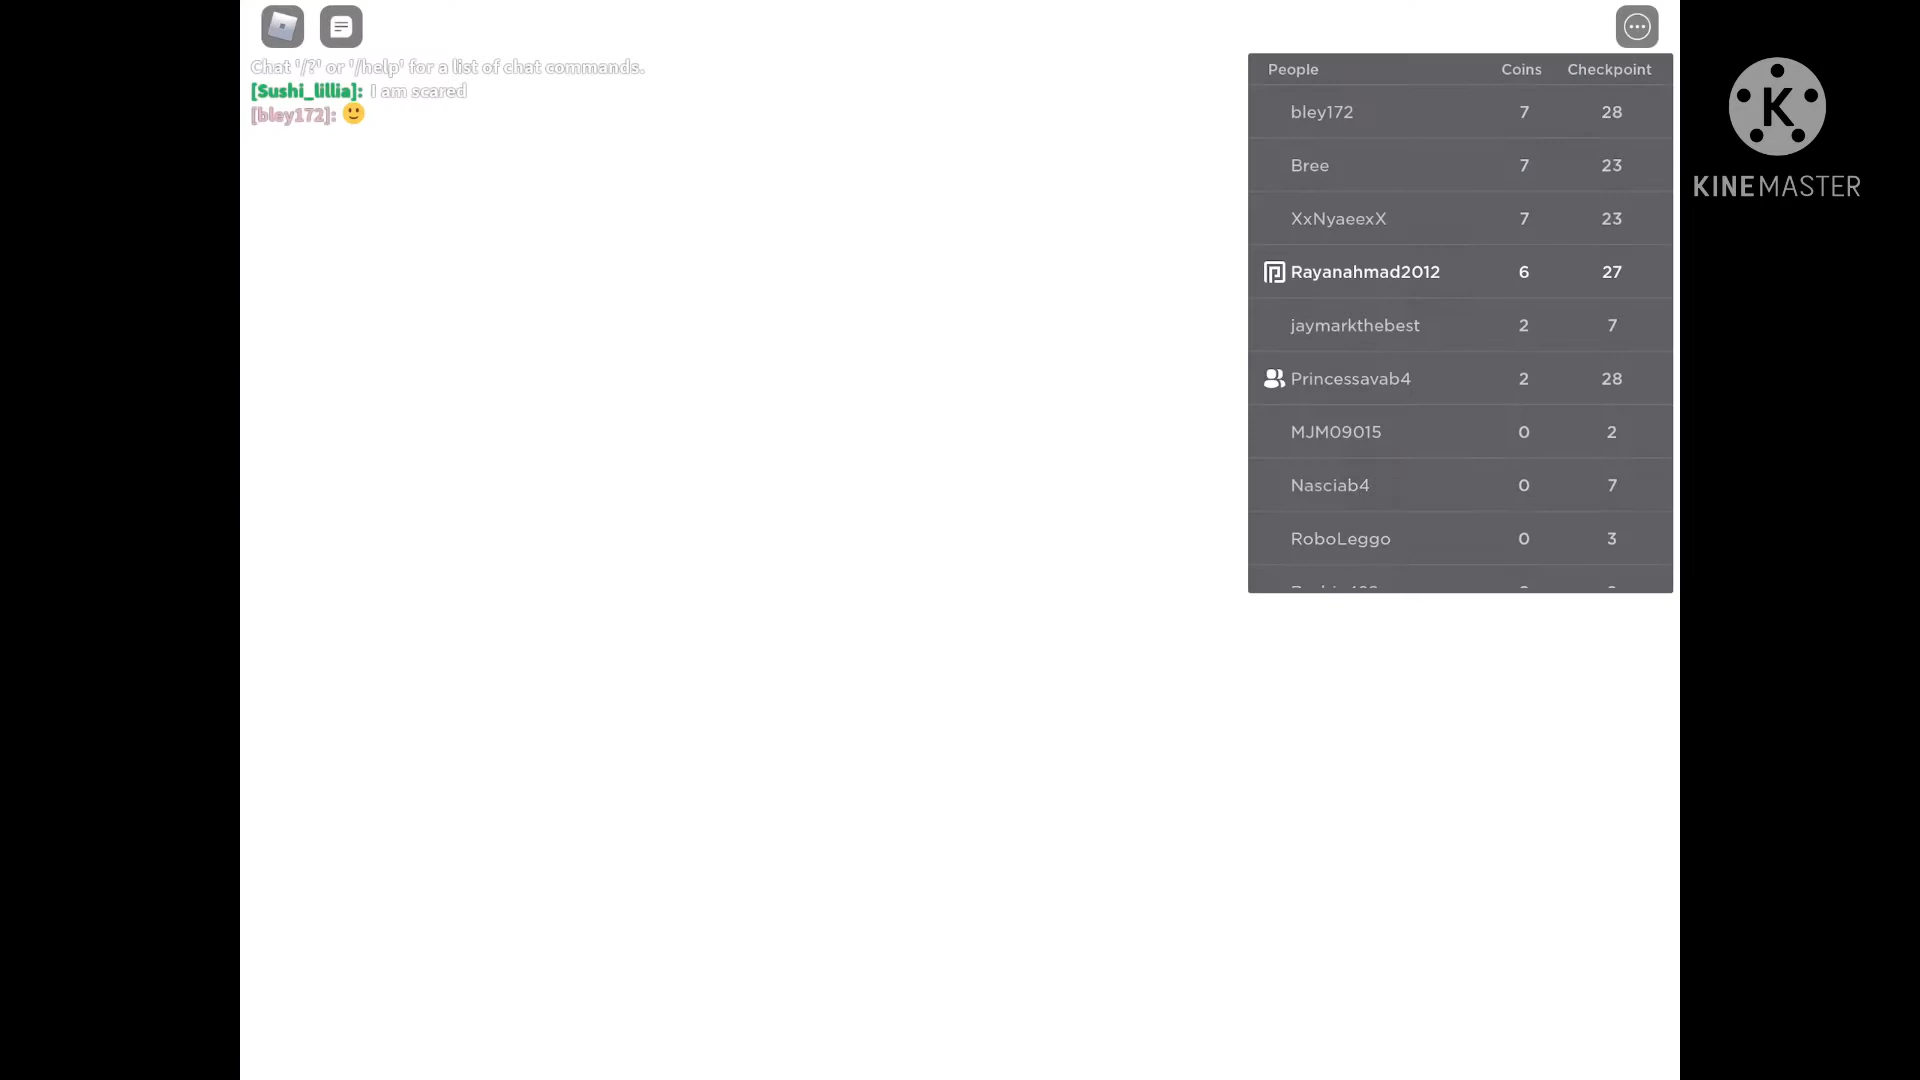 Chat '/?' or '/help' for a list of chat commands.
[Sushi_lillia]: I am scared
[bley172]: 🙂
People Coins Checkpoint
bley172 7 28
Bree 7 23
XxNyaeexX 7 23
Rayanahmad2012 6 27
jaymarkthebest 2 7
Princessavab4 2 28
MJM09015 0 2
Nasciab4 0 7
RoboLeggo 0 3
K
KINEMASTER